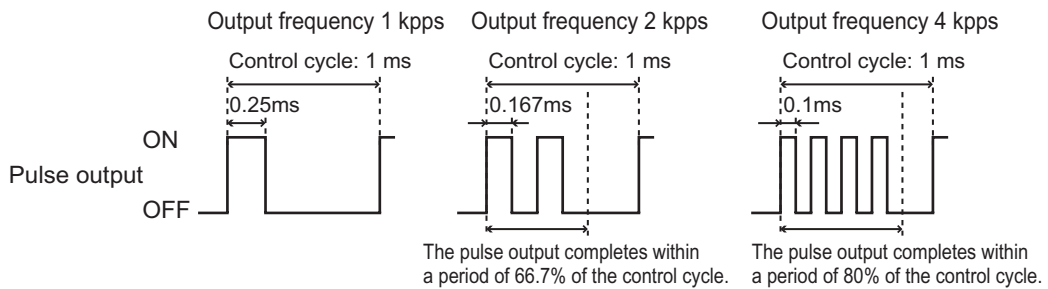 Output frequency 1 kpps
Output frequency 2 kpps
Output frequency 4 kpps
Control cycle: 1 ms
Control cycle: 1 ms
Control cycle: 1 ms
0.25ms
0.167ms
0.1ms
ON
Pulse output
OFF
The pulse output completes within
a period of 66.7% of the control cycle.
The pulse output completes within
a period of 80% of the control cycle.